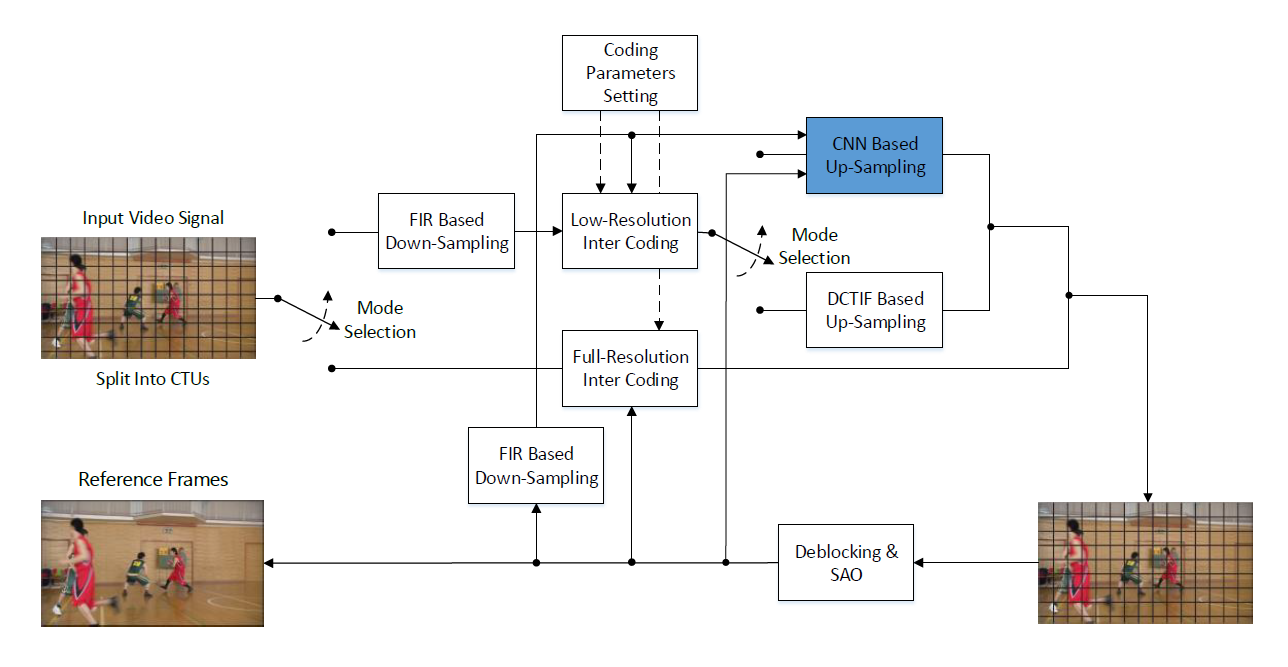 Coding
Parameters
Setting
CNN Based
Up-Sampling
Input Video Signal
FIR Based
Down-Sampling
Low-Resolution
Inter Coding
Mode
Selection
Mode
Selection
DCTIF Based
Up-Sampling
Full-Resolution
Inter Coding
Split Into CTUs
FIR Based
Down-Sampling
Reference Frames
Deblocking &
SAO